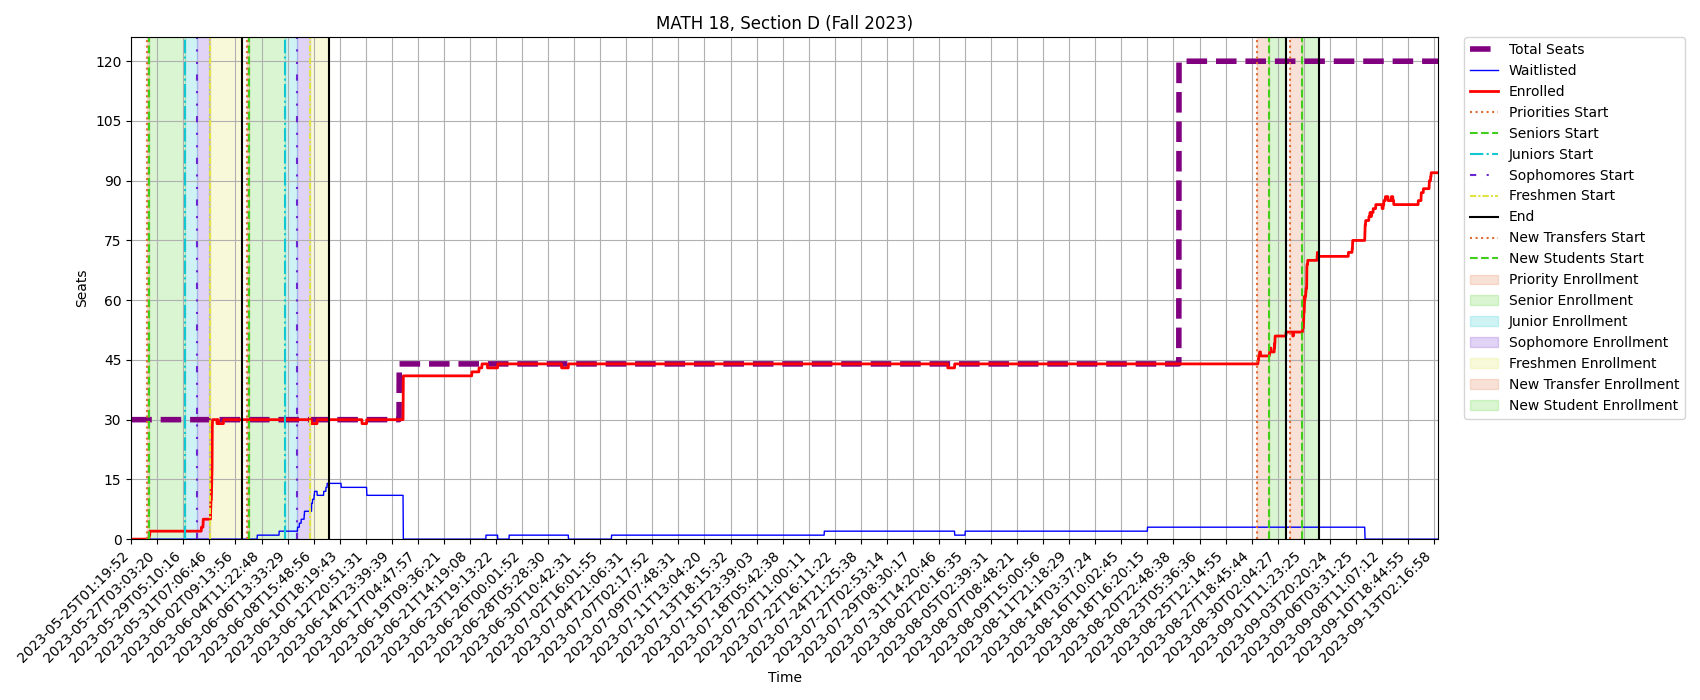 MATH 18, Section D (Fall 2023)
Seats
120
105
90
75
60
45
30
15
0
2023-05-25T01:19:52
2023-05-27T03:03:20
2023-05-29T05:10:16
2023-05-31T07:06:46
2023-06-02T09:13:56
2023-06-04T11:22:48
2023-06-06T13:33:29
2023-06-08T15:48:56
2023-06-10T18:19:43
2023-06-12T20:51:31
2023-06-14T23:39:39
2023-06-17T04:47:57
2023-06-19T09:36:21
2023-06-21T14:19:08
2023-06-23T19:13:22
2023-06-26T00:01:52
2023-06-28T05:28:30
2023-06-30T10:42:31
2023-07-02T16:01:55
2023-07-04T21:06:31
2023-07-07T02:17:52
2023-07-09T07:48:31
2023-07-11T13:04:20
2023-07-13T18:15:32
2023-07-15T23:39:03
2023-07-18T05:42:38
2023-07-20T11:00:11
2023-07-22T16:11:22
2023-07-24T21:25:38
2023-07-27T02:53:14
2023-07-29T08:30:17
2023-07-31T14:20:46
2023-08-02T20:16:35
2023-08-05T02:39:31
2023-08-07T08:48:21
2023-08-09T15:00:56
2023-08-11T21:18:29
2023-08-14T03:37:24
2023-08-16T10:02:45
2023-08-18T16:20:15
2023-08-20T22:48:38
2023-08-23T05:36:36
2023-08-25T12:14:55
2023-08-27T18:45:44
2023-08-30T02:04:27
2023-09-01T11:23:25
2023-09-03T20:20:24
2023-09-06T03:31:25
2023-09-08T11:07:12
2023-09-10T18:44:55
2023-09-13T02:16:58
Time
Total Seats
Waitlisted
Enrolled
Priorities Start
Seniors Start
Juniors Start
Sophomores Start
Freshmen Start
End
New Transfers Start
New Students Start
Priority Enrollment
Senior Enrollment
Junior Enrollment
Sophomore Enrollment
Freshmen Enrollment
New Transfer Enrollment
New Student Enrollment